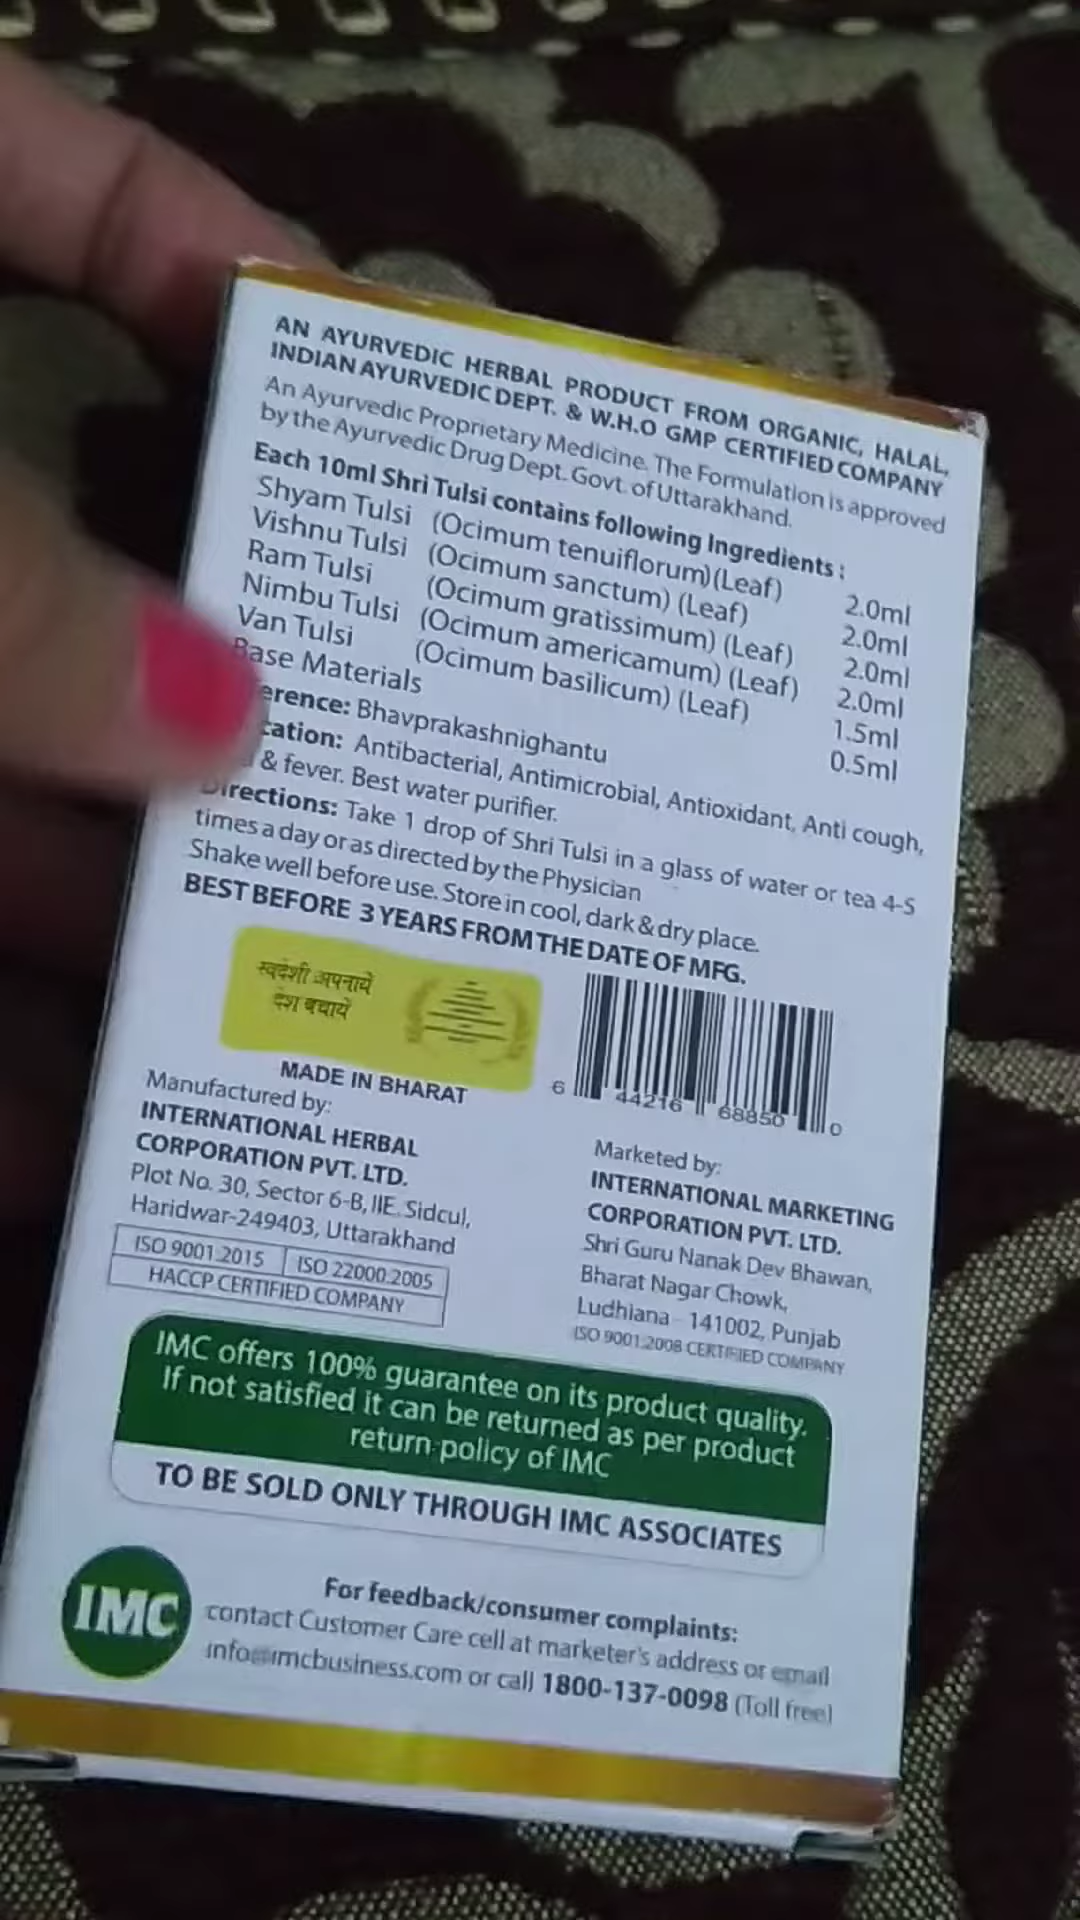 AN AYURVEDIC HERBAL PRODUCT FROM ORGANIC, HALAL,
INDIAN AYURVEDIC DEPT. & W.H.O GMP CERTIFIED COMPANY
An Ayurvedic Proprietary Medicine. The Formulation is approved
by the Ayurvedic Drug Dept. Govt. of Uttarakhand.
Each 10ml Shri Tulsi contains following Ingredients :
Shyam Tulsi (Ocimum tenuiflorum)(Leaf) 2.0ml
Vishnu Tulsi (Ocimum sanctum) (Leaf) 2.0ml
Ram Tulsi (Ocimum gratissimum) (Leaf) 2.0ml
Nimbu Tulsi (Ocimum americamum) (Leaf) 2.0ml
Van Tulsi (Ocimum basilicum) (Leaf) 1.5ml
Base Materials 0.5ml
erence: Bhavprakashnighantu
cation: Antibacterial, Antimicrobial, Antioxidant, Anti cough,
& fever. Best water purifier.
Directions: Take 1 drop of Shri Tulsi in a glass of water or tea 4-5
times a day or as directed by the Physician
Shake well before use. Store in cool, dark & dry place.
BEST BEFORE 3 YEARS FROM THE DATE OF MFG.
स्वदेशी अपनायें
देश बचायें
MADE IN BHARAT
6 44216 68850 0
Manufactured by:
INTERNATIONAL HERBAL
CORPORATION PVT. LTD.
Plot No. 30, Sector 6-B, IIE. Sidcul,
Haridwar-249403, Uttarakhand
ISO 9001:2015 ISO 22000:2005
HACCP CERTIFIED COMPANY
Marketed by:
INTERNATIONAL MARKETING
CORPORATION PVT. LTD.
Shri Guru Nanak Dev Bhawan,
Bharat Nagar Chowk,
Ludhiana - 141002, Punjab
ISO 9001:2008 CERTIFIED COMPANY
IMC offers 100% guarantee on its product quality.
If not satisfied it can be returned as per product
return policy of IMC
TO BE SOLD ONLY THROUGH IMC ASSOCIATES
IMC
For feedback/consumer complaints:
contact Customer Care cell at marketer's address or email
info@imcbusiness.com or call 1800-137-0098 (Toll free)